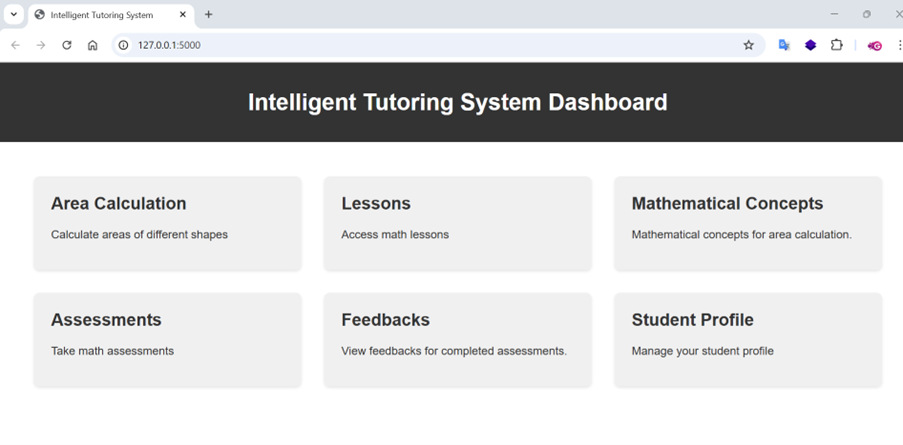 Intelligent Tutoring System
127.0.0.1:5000
Intelligent Tutoring System Dashboard
Area Calculation
Calculate areas of different shapes
Lessons
Access math lessons
Mathematical Concepts
Mathematical concepts for area calculation.
Assessments
Take math assessments
Feedbacks
View feedbacks for completed assessments.
Student Profile
Manage your student profile